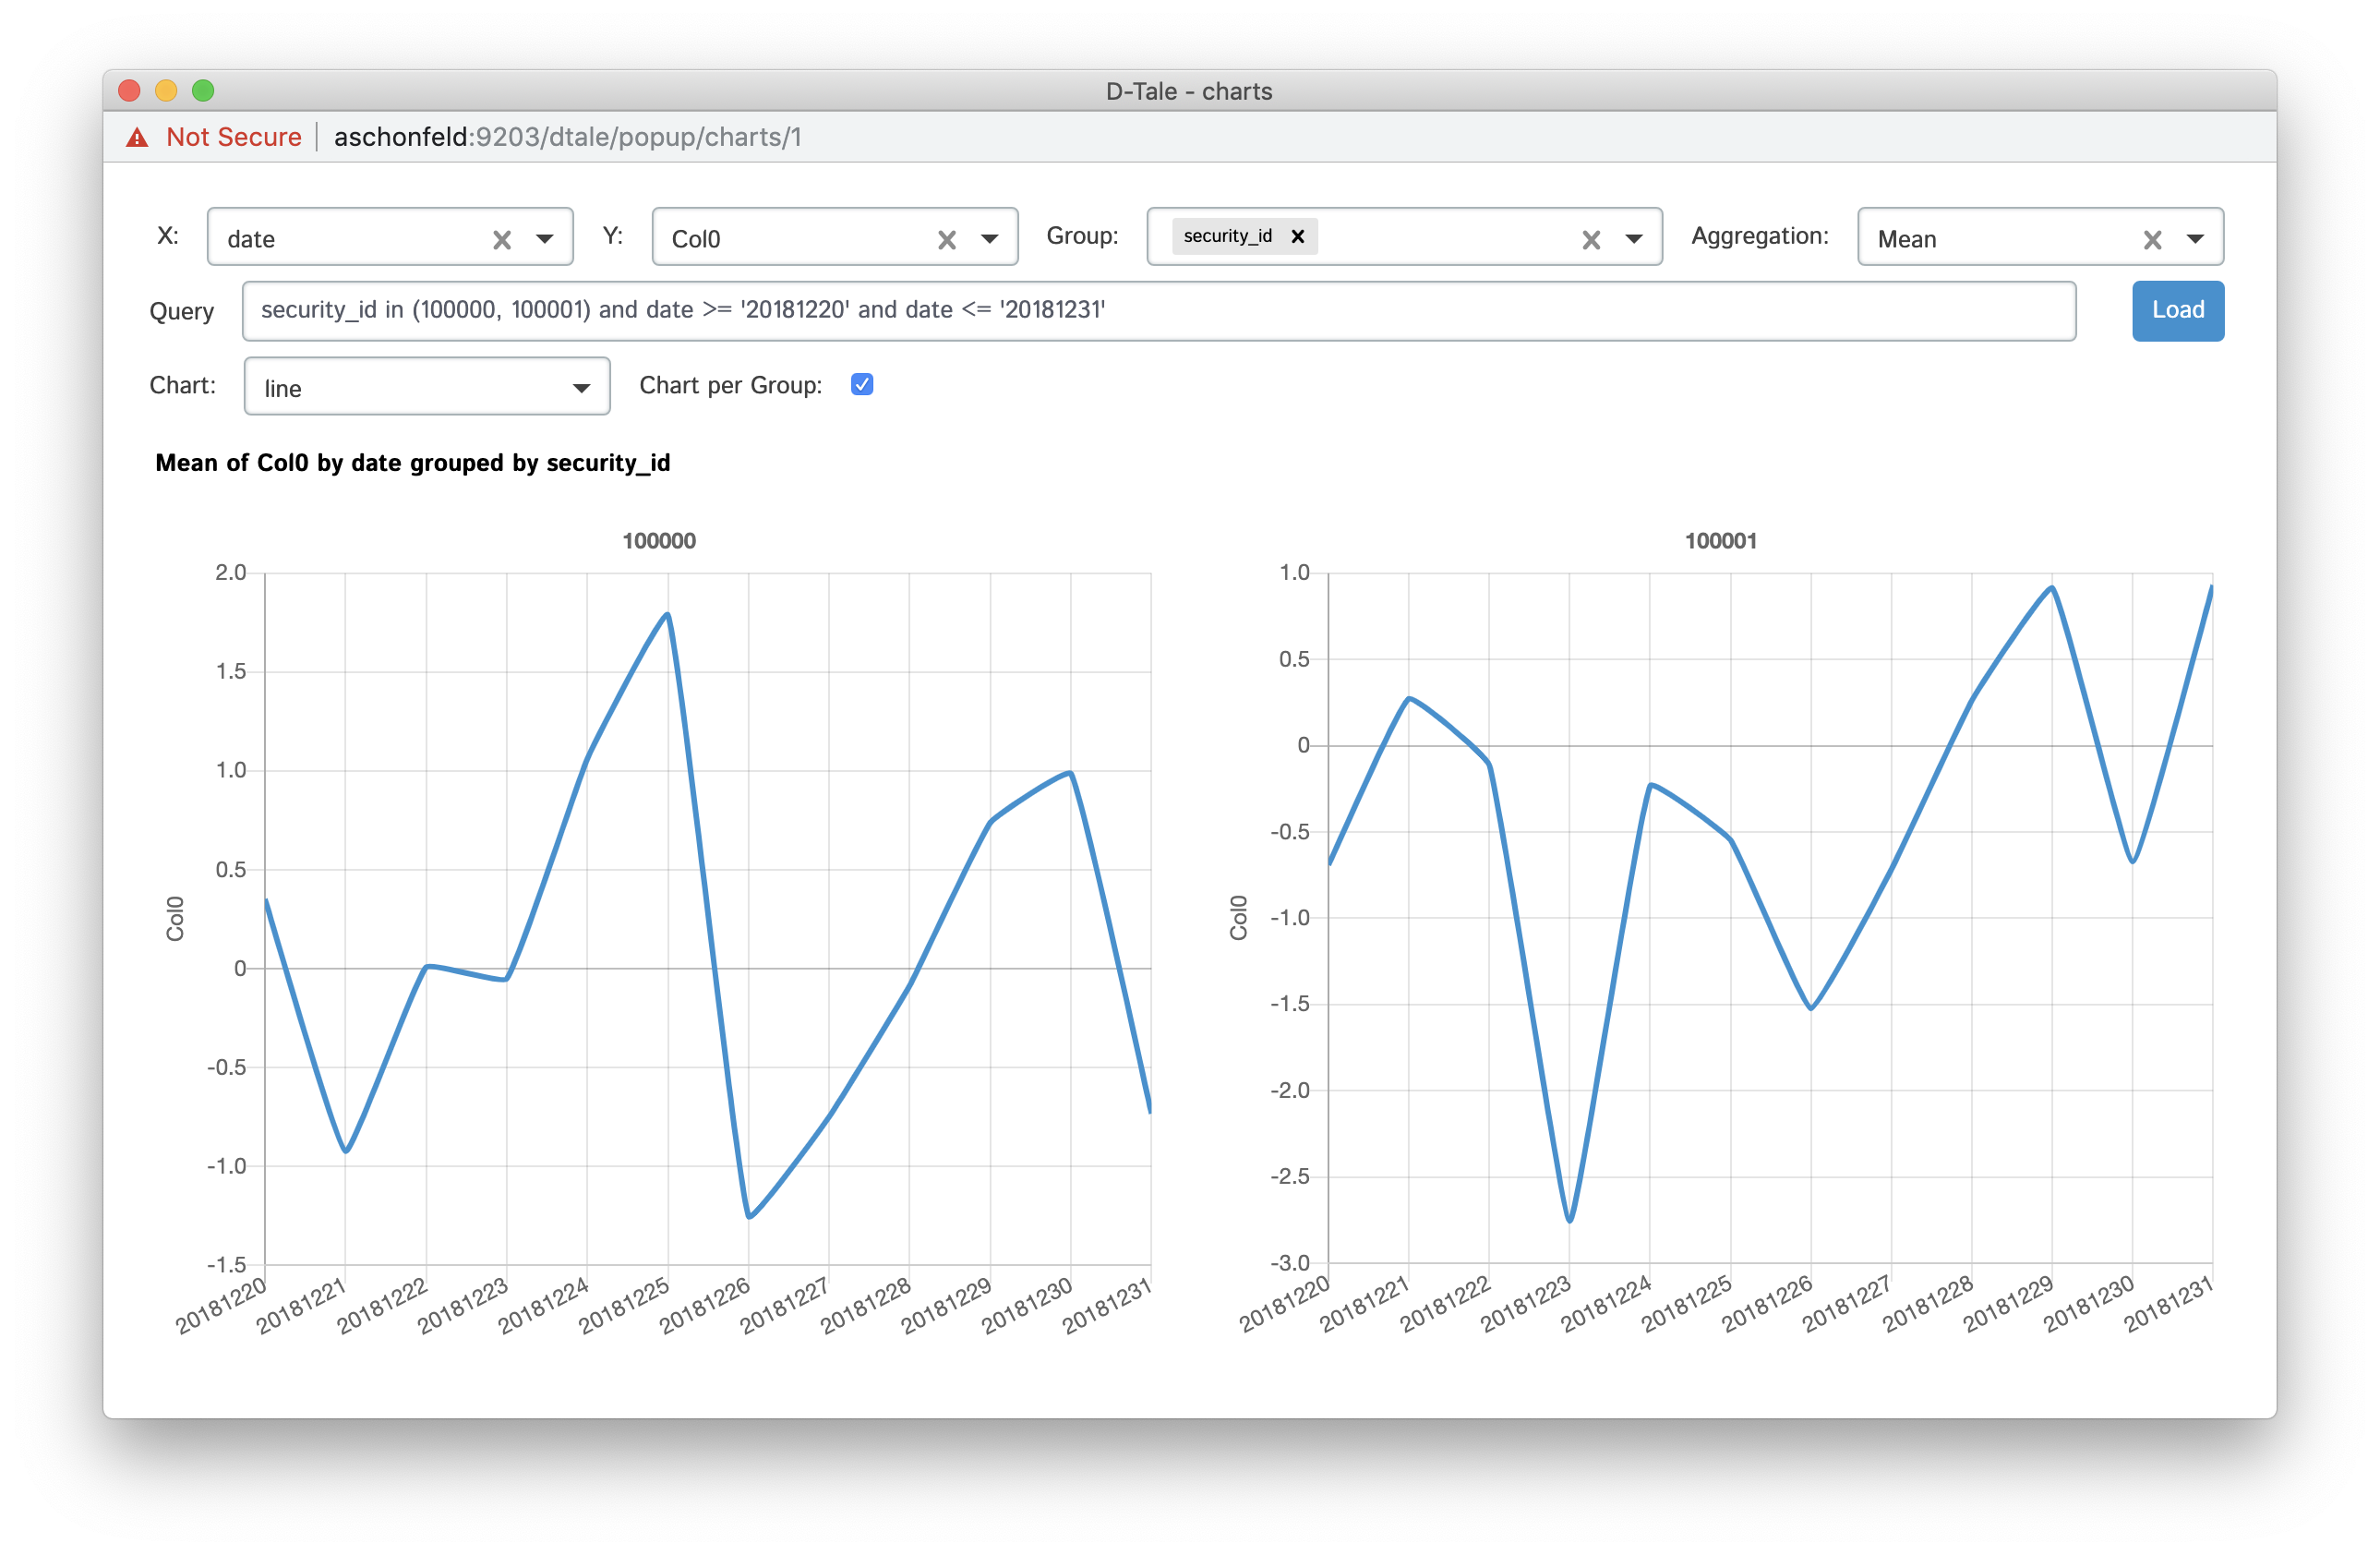 D-Tale - charts
Not Secure | aschonfeld:9203/dtale/popup/charts/1
X: date Y: Col0 Group: security_id Aggregation: Mean
Query security_id in (100000, 100001) and date >= '20181220' and date <= '20181231' Load
Chart: line Chart per Group:
Mean of Col0 by date grouped by security_id
100000
2.0
1.5
1.0
0.5
0
-0.5
-1.0
-1.5
Col0
20181220 20181221 20181222 20181223 20181224 20181225 20181226 20181227 20181228 20181229 20181230 20181231
100001
1.0
0.5
0
-0.5
-1.0
-1.5
-2.0
-2.5
-3.0
Col0
20181220 20181221 20181222 20181223 20181224 20181225 20181226 20181227 20181228 20181229 20181230 20181231